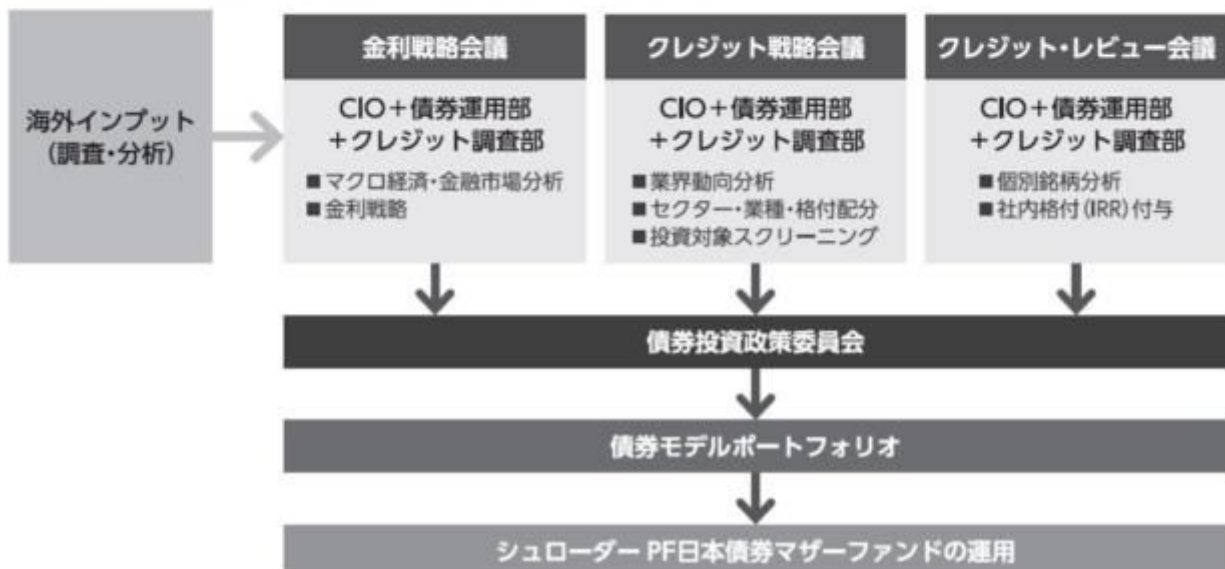 海外インプット
(調査・分析)
金利戦略会議
CIO+債券運用部
+クレジット調査部
■マクロ経済・金融市場分析
■金利戦略
クレジット戦略会議
CIO+債券運用部
+クレジット調査部
■業界動向分析
■セクター・業種・格付配分
■投資対象スクリーニング
クレジット・レビュー会議
CIO+債券運用部
+クレジット調査部
■個別銘柄分析
■社内格付(IRR)付与
債券投資政策委員会
債券モデルポートフォリオ
シュローダーPF日本債券マザーファンドの運用